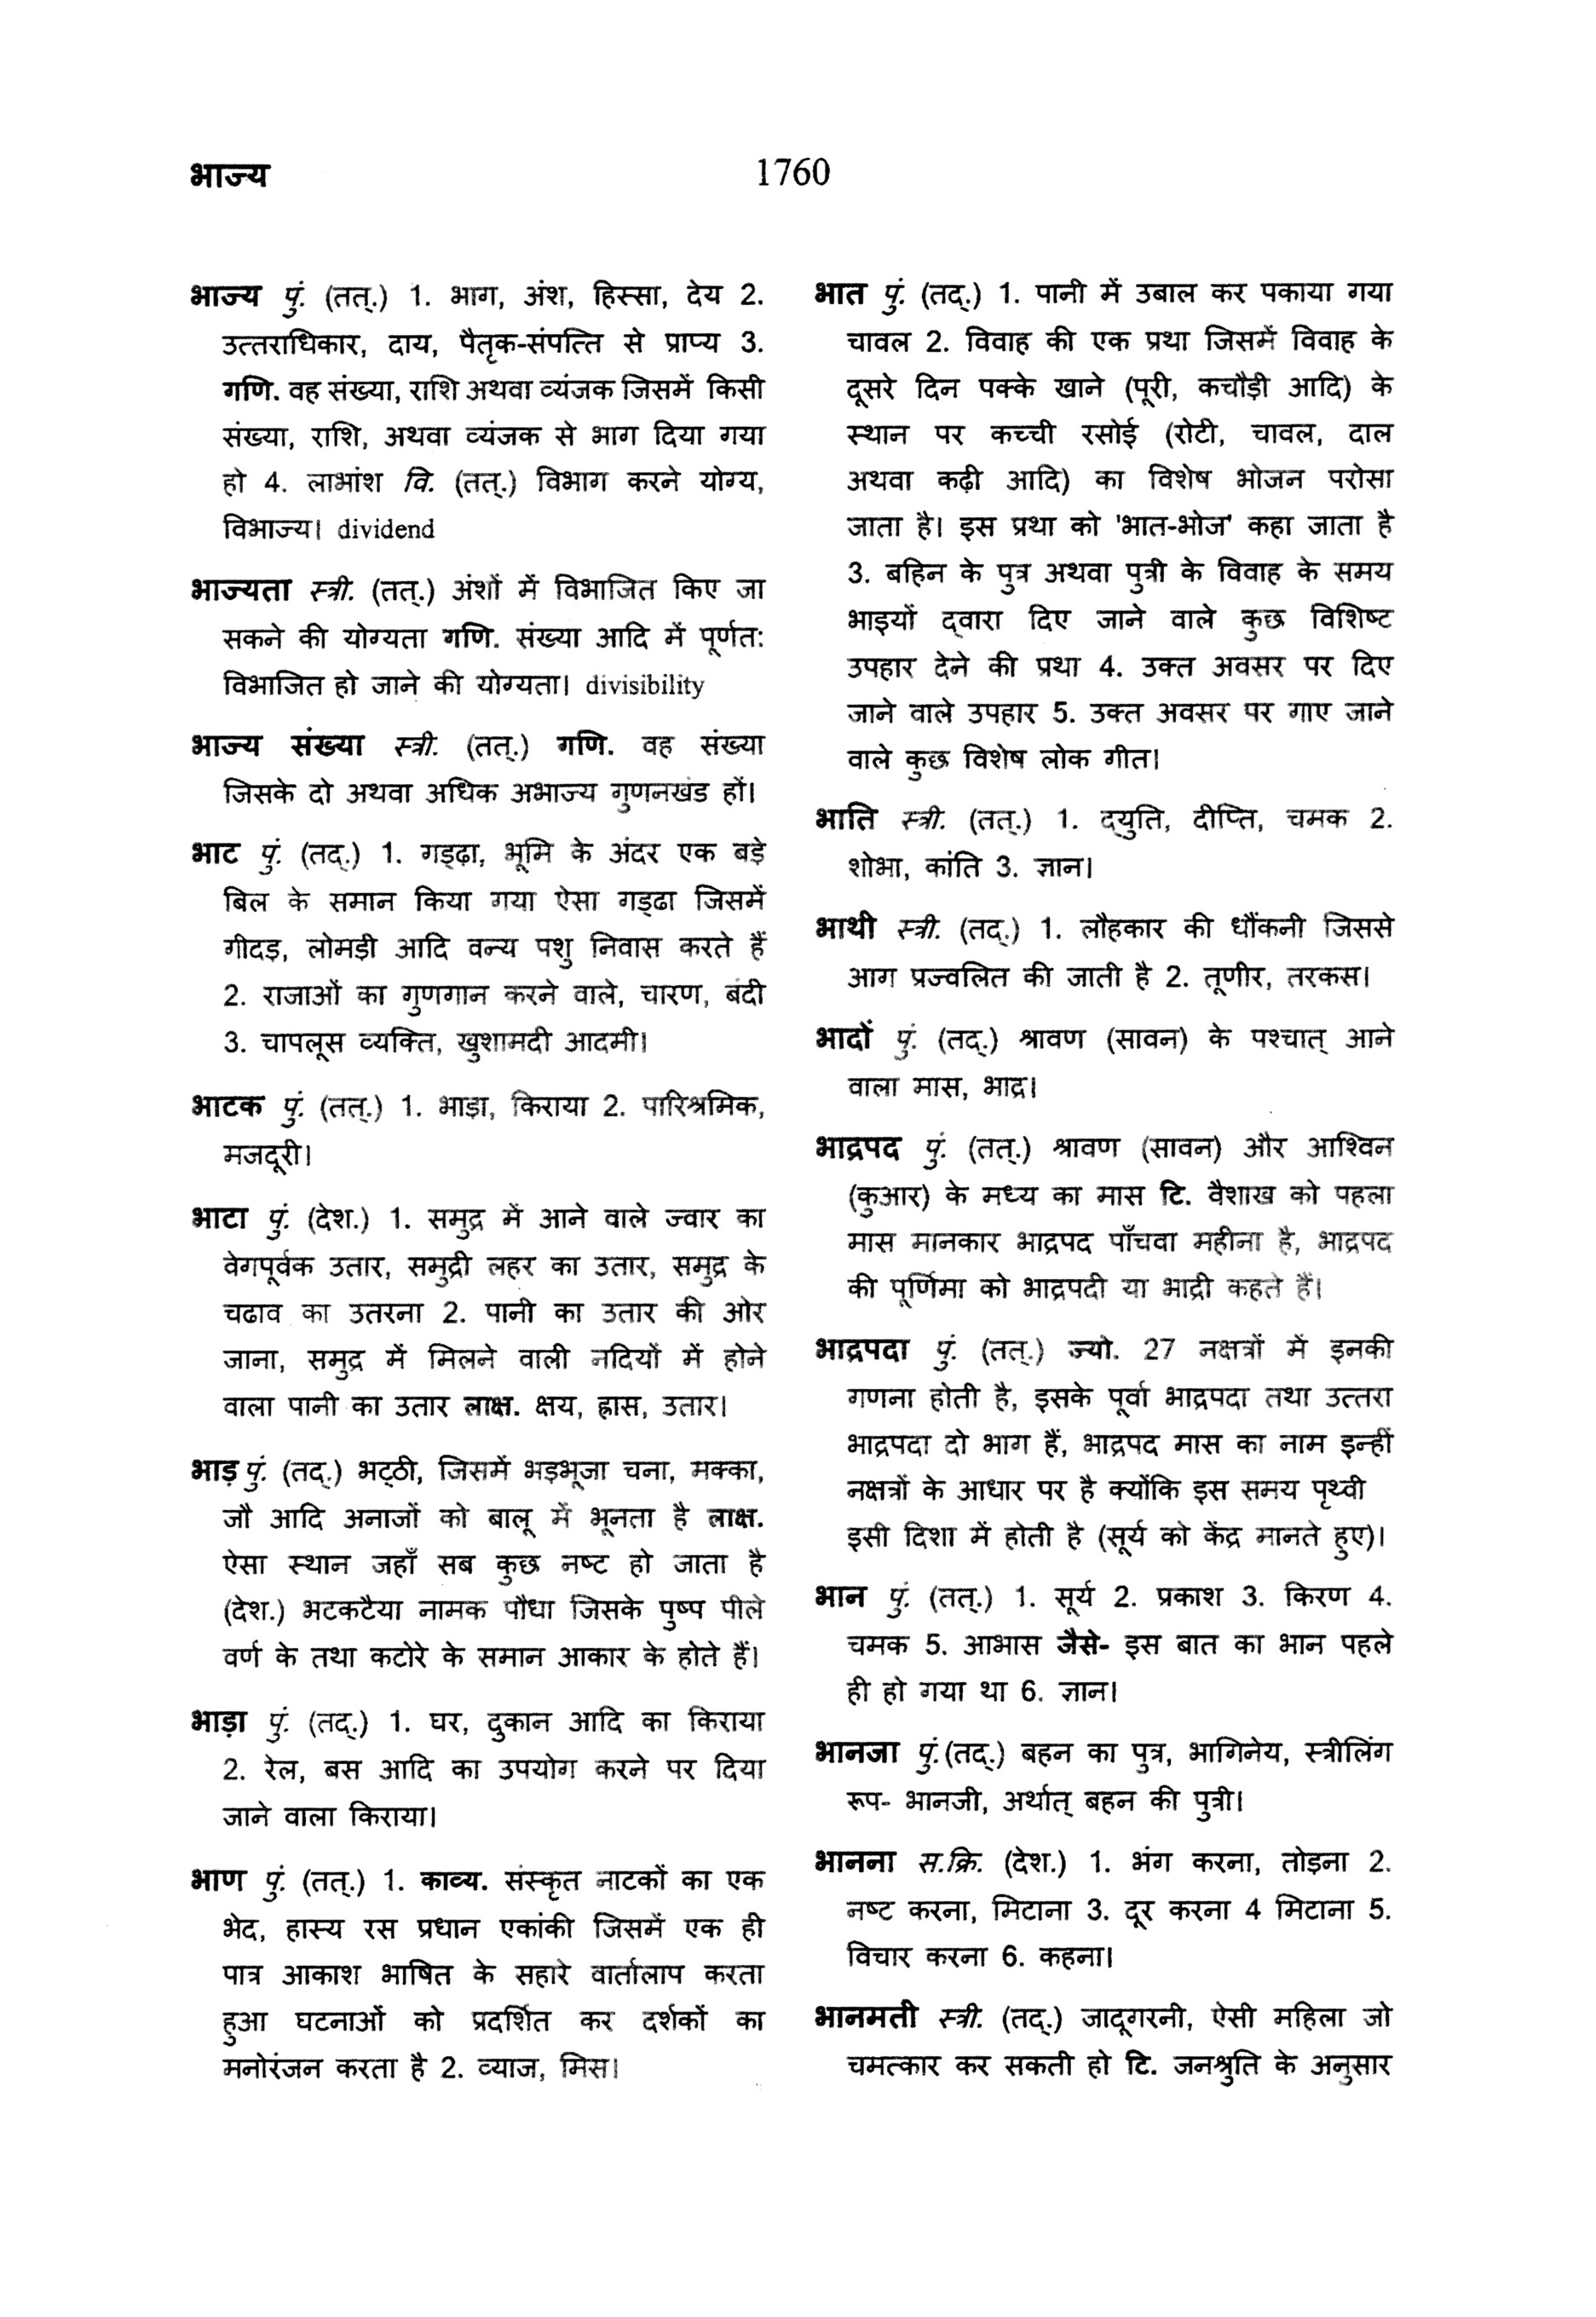 भाज्य
1760
भाज्य पुं. (तत्.) 1. भाग, अंश, हिस्सा, देय 2.
उत्तराधिकार, दाय, पैतृक-संपत्ति से प्राप्य 3.
गणि. वह संख्या, राशि अथवा व्यंजक जिसमें किसी
संख्या, राशि, अथवा व्यंजक से भाग दिया गया
हो 4. लाभांश वि. (तत्.) विभाग करने योग्य,
विभाज्य। dividend
भाज्यता स्त्री. (तत्.) अंशों में विभाजित किए जा
सकने की योग्यता गणि. संख्या आदि में पूर्णत:
विभाजित हो जाने की योग्यता। divisibility
भाज्य संख्या स्त्री. (तत्.) गणि. वह संख्या
जिसके दो अथवा अधिक अभाज्य गुणनखंड हों।
भाट पुं. (तद्.) 1. गड्ढ़ा, भूमि के अंदर एक बड़े
बिल के समान किया गया ऐसा गड्ढा जिसमें
गीदड़, लोमड़ी आदि वन्य पशु निवास करते हैं
2. राजाओं का गुणगान करने वाले, चारण, बंदी
3. चापलूस व्यक्ति, खुशामदी आदमी।
भाटक पुं. (तत्.) 1. भाड़ा, किराया 2. पारिश्रमिक,
मजदूरी।
भाटा पुं. (देश.) 1. समुद्र में आने वाले ज्वार का
वेगपूर्वक उतार, समुद्री लहर का उतार, समुद्र के
चढाव का उतरना 2. पानी का उतार की ओर
जाना, समुद्र में मिलने वाली नदियों में होने
वाला पानी का उतार लाक्ष. क्षय, ह्रास, उतार।
भाड़ पुं. (तद्.) भट्ठी, जिसमें भड़भूजा चना, मक्का,
जौ आदि अनाजों को बालू में भूनता है लाक्ष.
ऐसा स्थान जहाँ सब कुछ नष्ट हो जाता है
(देश.) भटकटैया नामक पौधा जिसके पुष्प पीले
वर्ण के तथा कटोरे के समान आकार के होते हैं।
भाड़ा पुं. (तद्.) 1. घर, दुकान आदि का किराया
2. रेल, बस आदि का उपयोग करने पर दिया
जाने वाला किराया।
भाण पुं. (तत्.) 1. काव्य. संस्कृत नाटकों का एक
भेद, हास्य रस प्रधान एकांकी जिसमें एक ही
पात्र आकाश भाषित के सहारे वार्तालाप करता
हुआ घटनाओं को प्रदर्शित कर दर्शकों का
मनोरंजन करता है 2. व्याज, मिस।
भात पुं. (तद्.) 1. पानी में उबाल कर पकाया गया
चावल 2. विवाह की एक प्रथा जिसमें विवाह के
दूसरे दिन पक्के खाने (पूरी, कचौड़ी आदि) के
स्थान पर कच्ची रसोई (रोटी, चावल, दाल
अथवा कढ़ी आदि) का विशेष भोजन परोसा
जाता है। इस प्रथा को 'भात-भोज' कहा जाता है
3. बहिन के पुत्र अथवा पुत्री के विवाह के समय
भाइयों द्वारा दिए जाने वाले कुछ विशिष्ट
उपहार देने की प्रथा 4. उक्त अवसर पर दिए
जाने वाले उपहार 5. उक्त अवसर पर गाए जाने
वाले कुछ विशेष लोक गीत।
भाति स्त्री. (तत्.) 1. द्युति, दीप्ति, चमक 2.
शोभा, कांति 3. ज्ञान।
भाथी स्त्री. (तद्.) 1. लौहकार की धौंकनी जिससे
आग प्रज्वलित की जाती है 2. तूणीर, तरकस।
भादों पुं. (तद्.) श्रावण (सावन) के पश्चात् आने
वाला मास, भाद्र।
भाद्रपद पुं. (तत्.) श्रावण (सावन) और आश्विन
(कुआर) के मध्य का मास टि. वैशाख को पहला
मास मानकार भाद्रपद पाँचवा महीना है, भाद्रपद
की पूर्णिमा को भाद्रपदी या भाद्री कहते हैं।
भाद्रपदा पुं. (तत्.) ज्यो. 27 नक्षत्रों में इनकी
गणना होती है, इसके पूर्वा भाद्रपदा तथा उत्तरा
भाद्रपदा दो भाग हैं, भाद्रपद मास का नाम इन्हीं
नक्षत्रों के आधार पर है क्योंकि इस समय पृथ्वी
इसी दिशा में होती है (सूर्य को केंद्र मानते हुए)।
भान पुं. (तत्.) 1. सूर्य 2. प्रकाश 3. किरण 4.
चमक 5. आभास जैसे- इस बात का भान पहले
ही हो गया था 6. ज्ञान।
भानजा पुं.(तद्.) बहन का पुत्र, भागिनेय, स्त्रीलिंग
रूप- भानजी, अर्थात् बहन की पुत्री।
भानना स.क्रि. (देश.) 1. भंग करना, तोड़ना 2.
नष्ट करना, मिटाना 3. दूर करना 4 मिटाना 5.
विचार करना 6. कहना।
भानमती स्त्री. (तद्.) जादूगरनी, ऐसी महिला जो
चमत्कार कर सकती हो टि. जनश्रुति के अनुसार